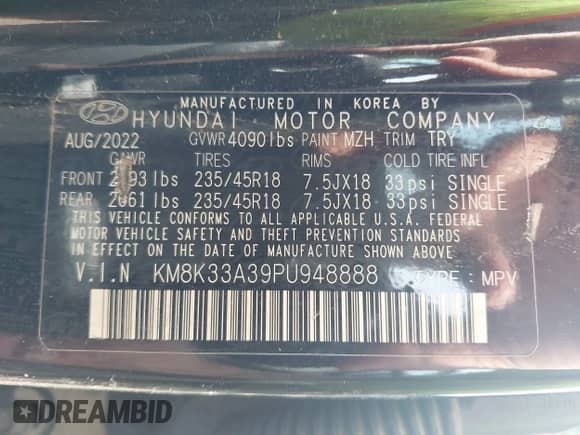 MANUFACTURED IN KOREA BY
HYUNDAI MOTOR COMPANY
AUG/2022 GVWR 4090 lbs PAINT MZH TRIM TRY
GAWR TIRES RIMS COLD TIRE INFL
FRONT lbs 235/45R18 7.5JX18 33psi SINGLE
REAR lbs 235/45R18 7.5JX18 33psi SINGLE
THIS VEHICLE CONFORMS TO ALL APPLICABLE U.S.A. FEDERAL
MOTOR VEHICLE SAFETY AND THEFT PREVENTION STANDARDS
IN EFFECT ON THE DATE OF MANUFACTURE SHOWN ABOVE.
V.I.N KM8K33A39PU948888 TYPE: MPV
DREAMBID